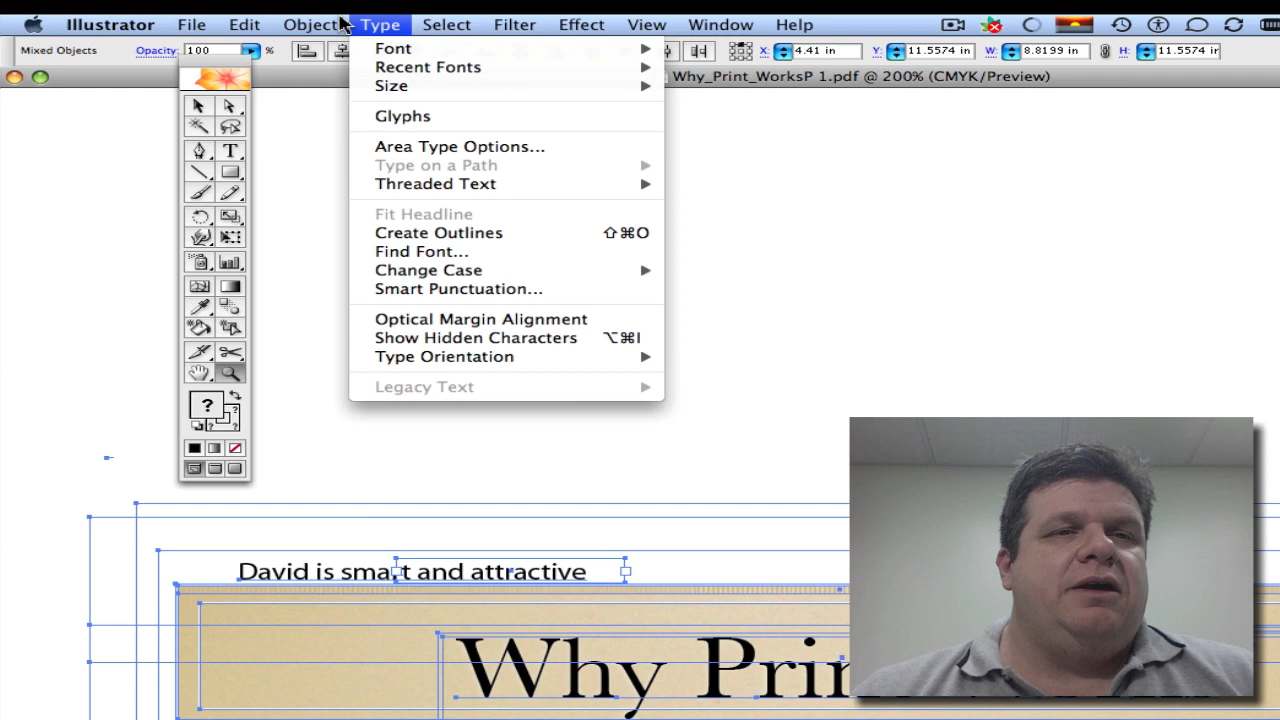 Illustrator File Edit Object Type Select Filter Effect View Window Help
Mixed Objects Opacity: 100 X: 4.41 in Y: 11.5574 in W: 8.8199 in H: 11.5574 in
Why_Print_WorksP 1.pdf @ 200% (CMYK/Preview)
Font
Recent Fonts
Size
Glyphs
Area Type Options...
Type on a Path
Threaded Text
Fit Headline
Create Outlines ⇧⌘O
Find Font...
Change Case
Smart Punctuation...
Optical Margin Alignment
Show Hidden Characters ⌥⌘I
Type Orientation
Legacy Text
T
?
?
?
?
David is smart and attractive
Why Prin